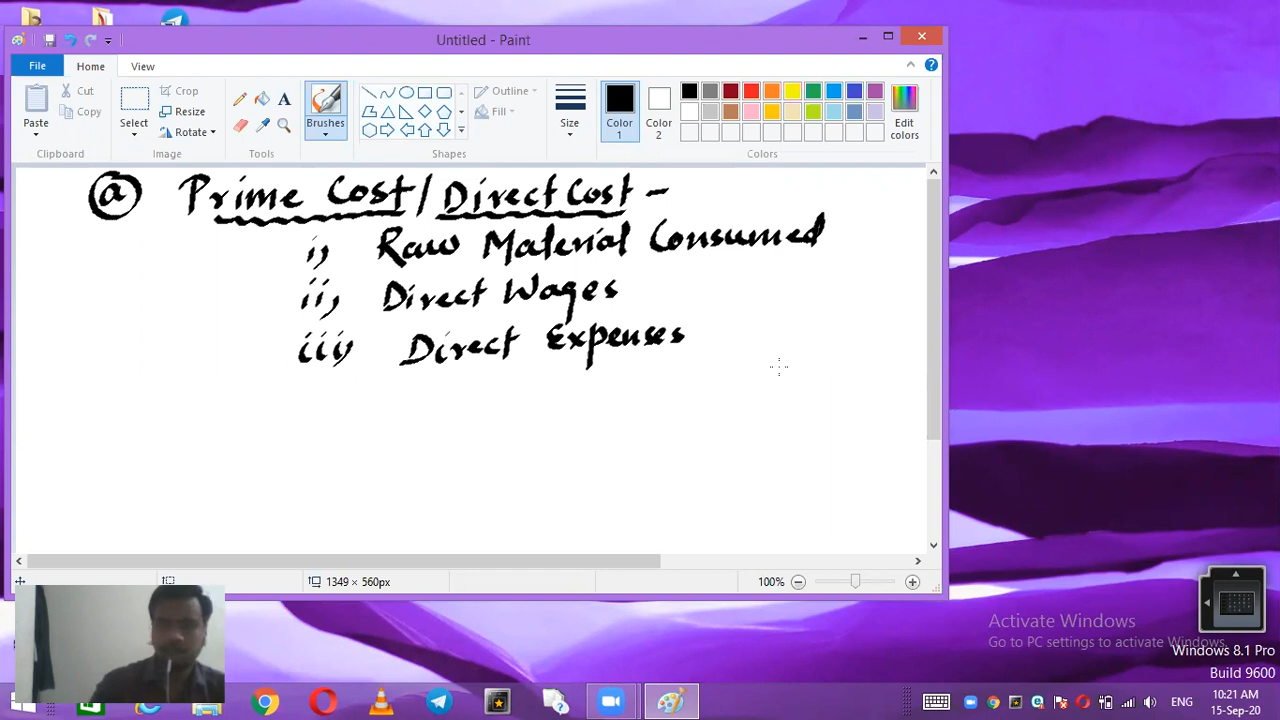 Untitled - Paint
File Home View
Paste
Cut
Copy
Clipboard
Select
Crop
Resize
Rotate
Image
Tools
Brushes
Outline
Fill
Shapes
Size
Color 1
Color 2
Edit colors
Colors
a Prime Cost / Direct Cost -
i, Raw Material Consumed
ii, Direct Wages
iii, Direct Expenses
1349 × 560px
100%
Activate Windows
Go to PC settings to activate Windows.
Windows 8.1 Pro
Build 9600
ENG
10:21 AM
15-Sep-20